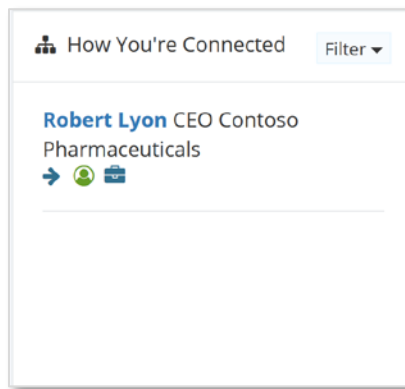 How You're Connected
Filter
Robert Lyon CEO Contoso
Pharmaceuticals